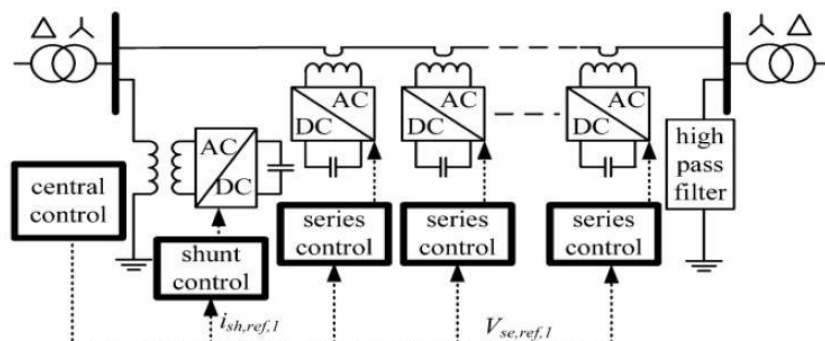 AC
DC
AC
DC
AC
DC
AC
DC
high
pass
filter
central
control
shunt
control
series
control
series
control
series
control
i_sh,ref,1
V_se,ref,1